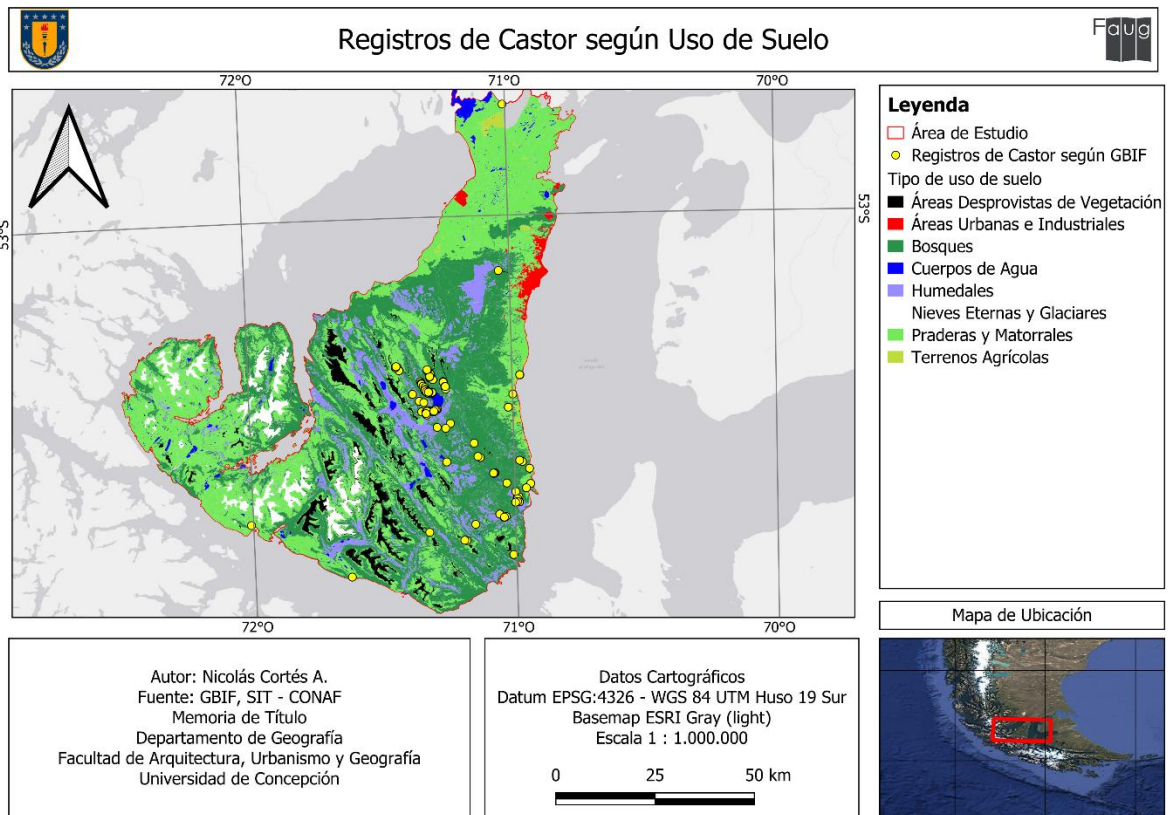 Registros de Castor según Uso de Suelo
Faug
72°O
71°O
70°O
53°S
53°S
72°O
71°O
70°O
Leyenda
Área de Estudio
Registros de Castor según GBIF
Tipo de uso de suelo
Áreas Desprovistas de Vegetación
Áreas Urbanas e Industriales
Bosques
Cuerpos de Agua
Humedales
Nieves Eternas y Glaciares
Praderas y Matorrales
Terrenos Agrícolas
Mapa de Ubicación
Autor: Nicolás Cortés A.
Fuente: GBIF, SIT - CONAF
Memoria de Título
Departamento de Geografía
Facultad de Arquitectura, Urbanismo y Geografía
Universidad de Concepción
Datos Cartográficos
Datum EPSG:4326 - WGS 84 UTM Huso 19 Sur
Basemap ESRI Gray (light)
Escala 1 : 1.000.000
0 25 50 km